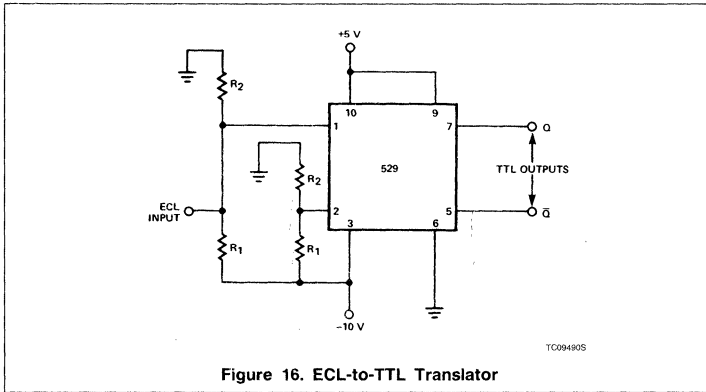 +5 V
R2
10 9
1 7 Q
529
R2
TTL OUTPUTS
ECL
INPUT
2 5 Q̄
R1 R1
3 6
-10 V
TC09490S
Figure 16. ECL-to-TTL Translator